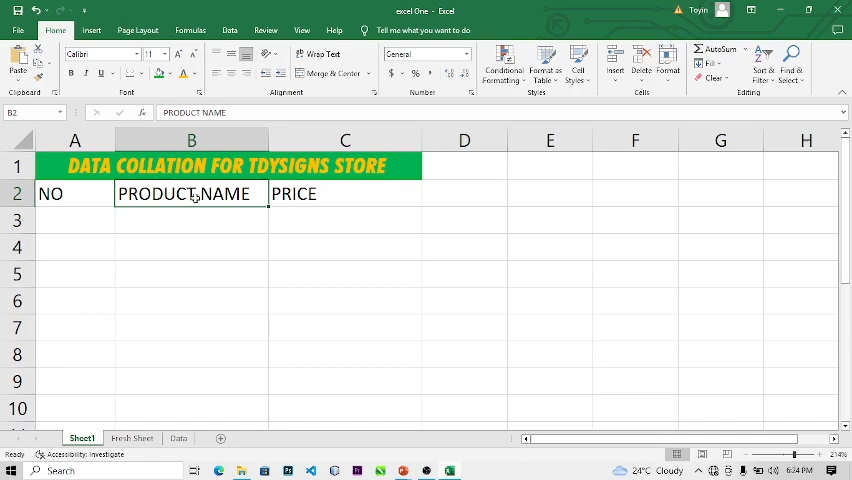 excel One - Excel
Toyin
File Home Insert Page Layout Formulas Data Review View Help Tell me what you want to do
Paste
Calibri 11
B I U
A A
Wrap Text
Merge & Center
General
$ % ,
Conditional Formatting
Format as Table
Cell Styles
Insert Delete Format
AutoSum
Fill
Clear
Sort & Filter
Find & Select
Clipboard Font Alignment Number Styles Cells Editing
B2 fx PRODUCT NAME
A B C D E F G H
1 DATA COLLATION FOR TDYSIGNS STORE
2 NO PRODUCT NAME PRICE
3
4
5
6
7
8
9
10
Sheet1 Fresh Sheet Data
Ready Accessibility: Investigate 214%
Search 24°C Cloudy 6:24 PM